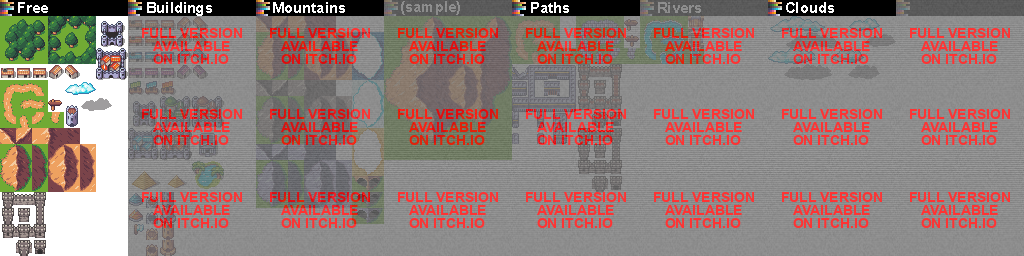 Free Buildings Mountains (sample) Paths Rivers Clouds
FULL VERSION FULL VERSION FULL VERSION FULL VERSION FULL VERSION FULL VERSION FULL VERSION
AVAILABLE AVAILABLE AVAILABLE AVAILABLE AVAILABLE AVAILABLE AVAILABLE
ON ITCH.IO ON ITCH.IO ON ITCH.IO ON ITCH.IO ON ITCH.IO ON ITCH.IO ON ITCH.IO
FULL VERSION FULL VERSION FULL VERSION FULL VERSION FULL VERSION FULL VERSION FULL VERSION
AVAILABLE AVAILABLE AVAILABLE AVAILABLE AVAILABLE AVAILABLE AVAILABLE
ON ITCH.IO ON ITCH.IO ON ITCH.IO ON ITCH.IO ON ITCH.IO ON ITCH.IO ON ITCH.IO
FULL VERSION FULL VERSION FULL VERSION FULL VERSION FULL VERSION FULL VERSION FULL VERSION
AVAILABLE AVAILABLE AVAILABLE AVAILABLE AVAILABLE AVAILABLE AVAILABLE
ON ITCH.IO ON ITCH.IO ON ITCH.IO ON ITCH.IO ON ITCH.IO ON ITCH.IO ON ITCH.IO